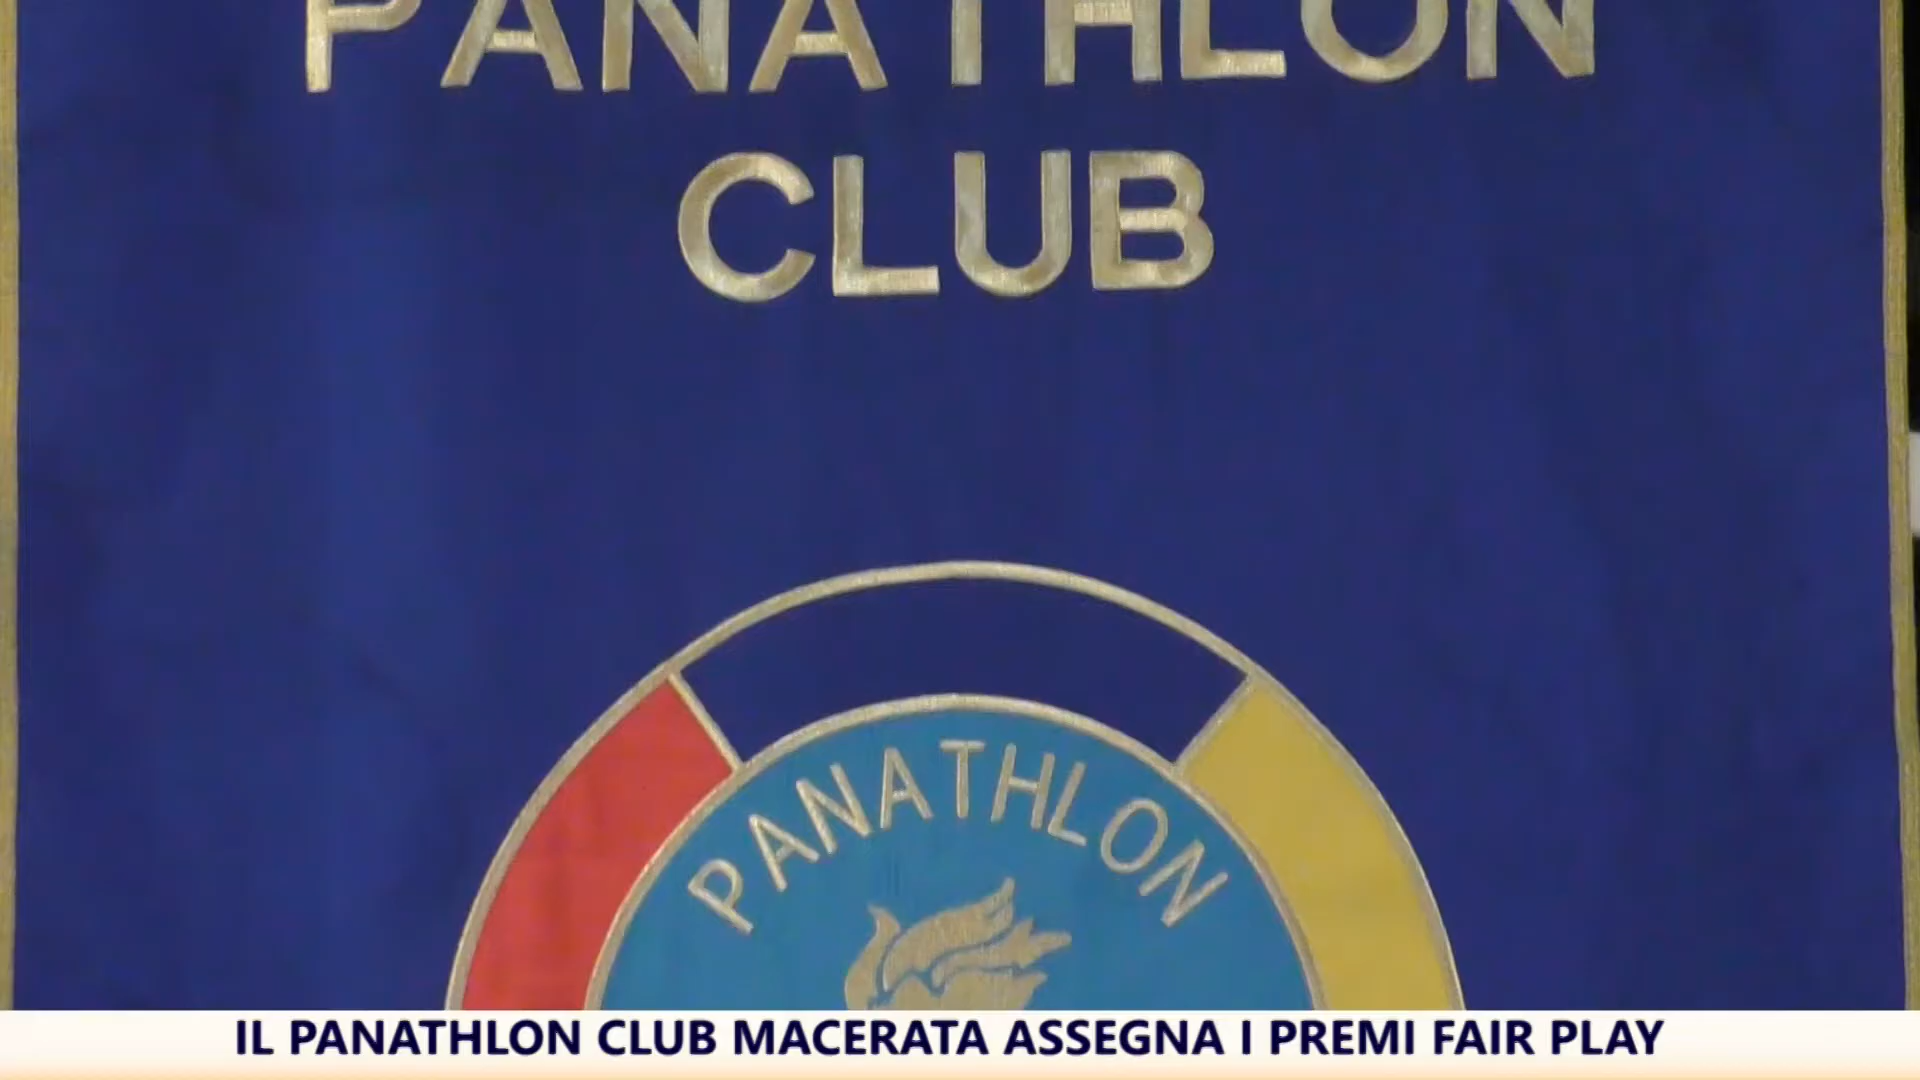 PANATHLON
CLUB
PANATHLON
IL PANATHLON CLUB MACERATA ASSEGNA I PREMI FAIR PLAY